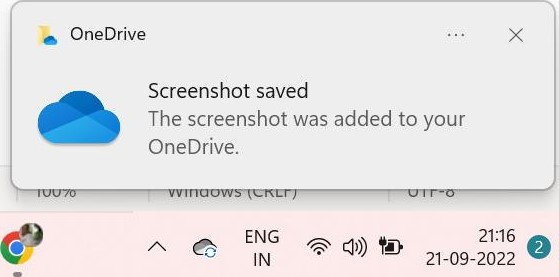 OneDrive
Screenshot saved
The screenshot was added to your
OneDrive.
100% Windows (CRLF) UTF-8
ENG 21:16
IN 21-09-2022 2